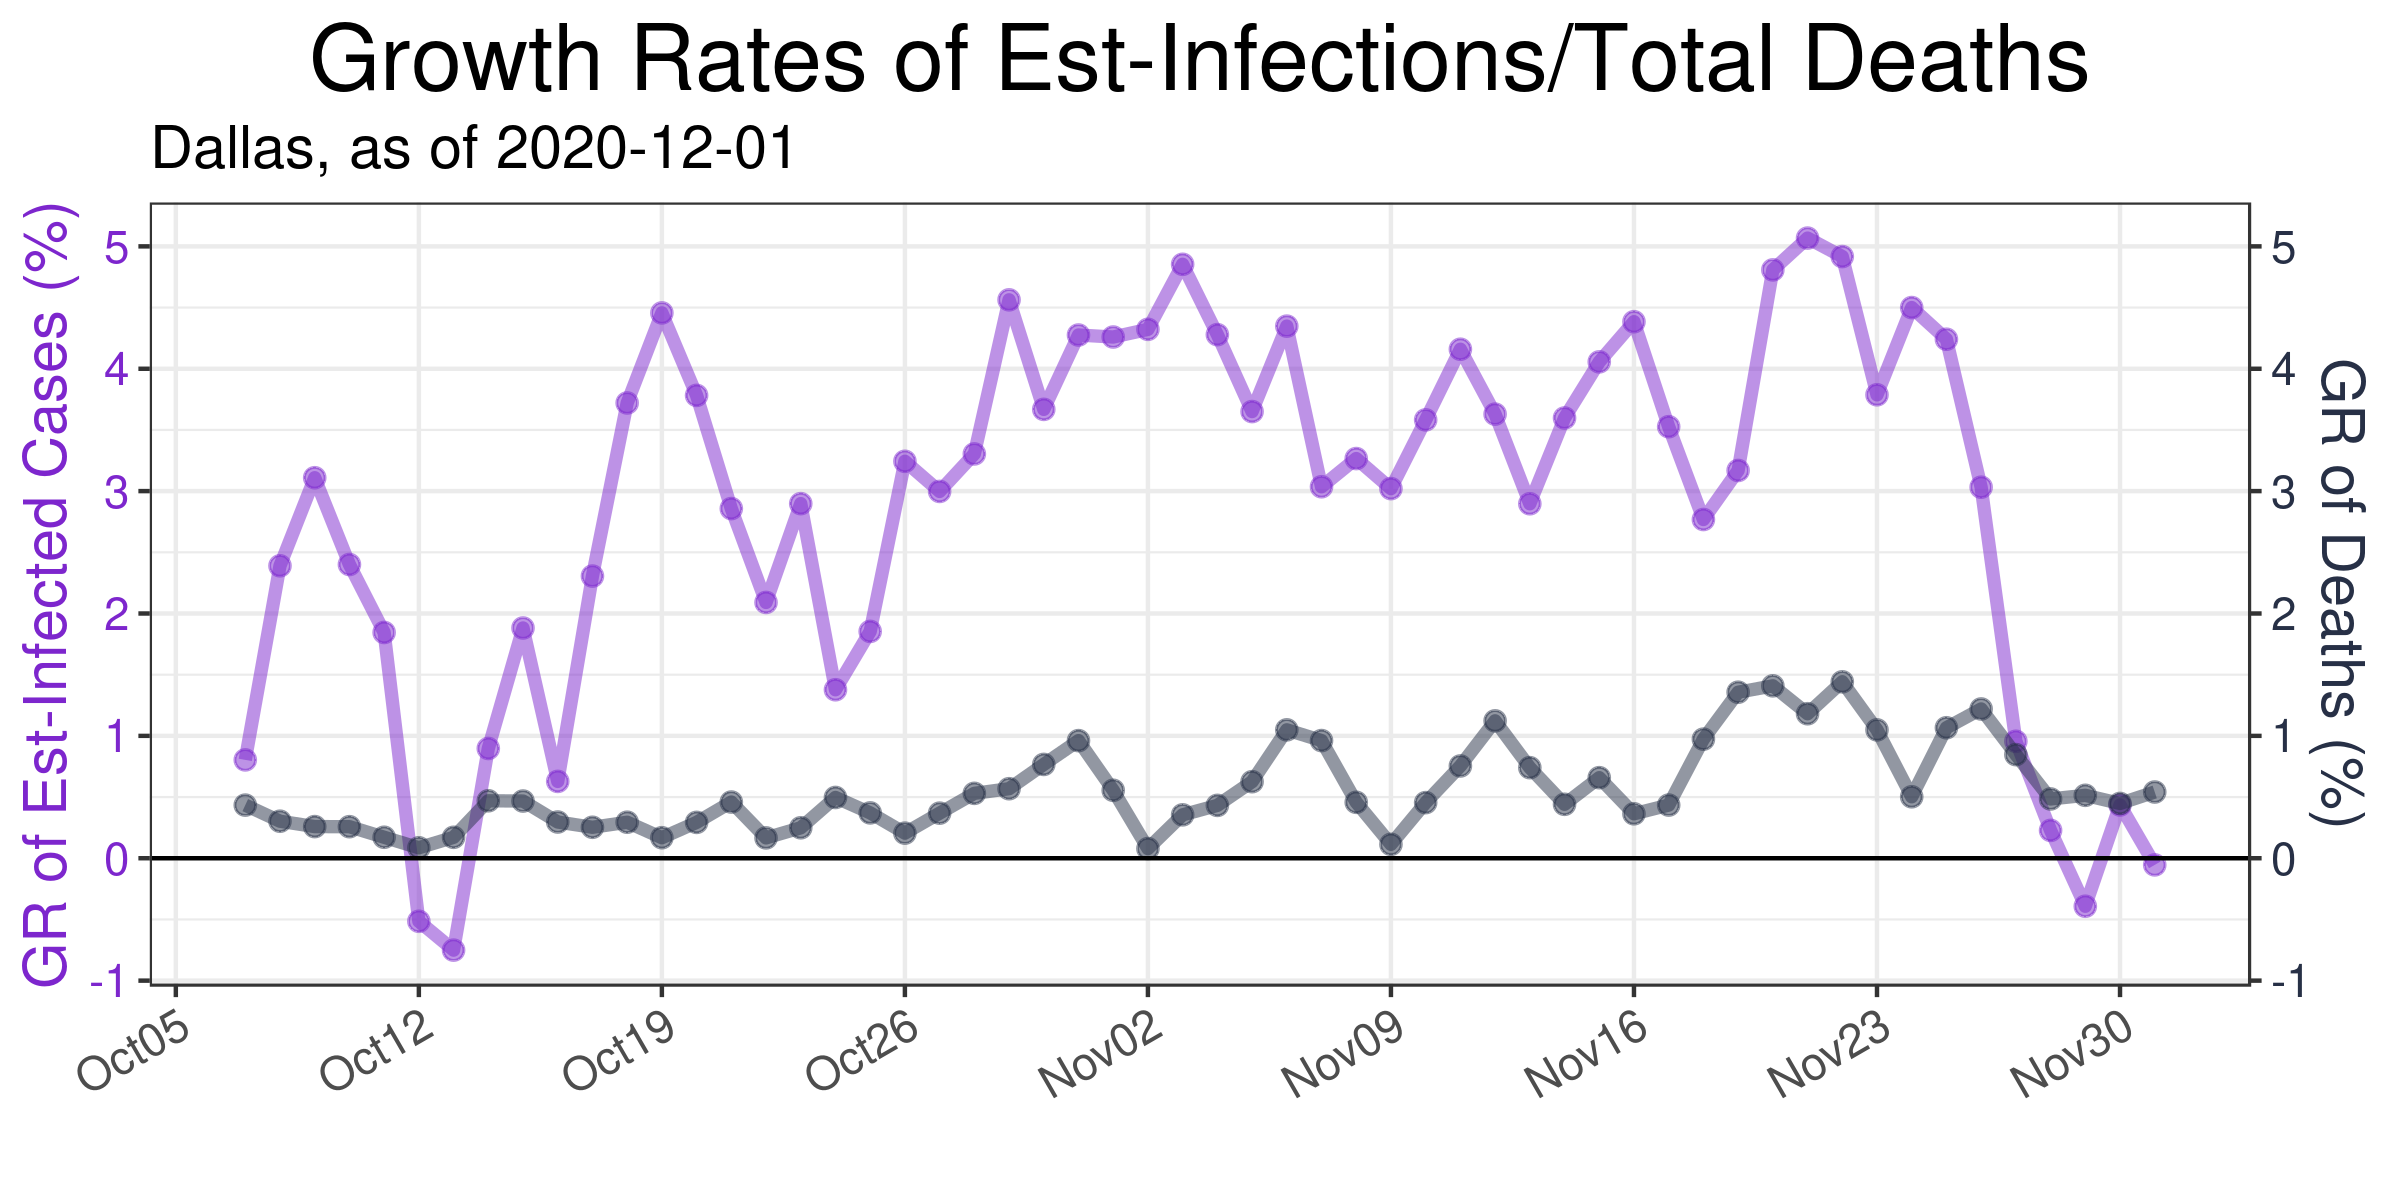 Growth Rates of Est-Infections/Total Deaths
Dallas, as of 2020-12-01
GR of Est-Infected Cases (%)
5
4
3
2
1
0
-1
5
4
3
2
1
0
-1
GR of Deaths (%)
Oct05
Oct12
Oct19
Oct26
Nov02
Nov09
Nov16
Nov23
Nov30